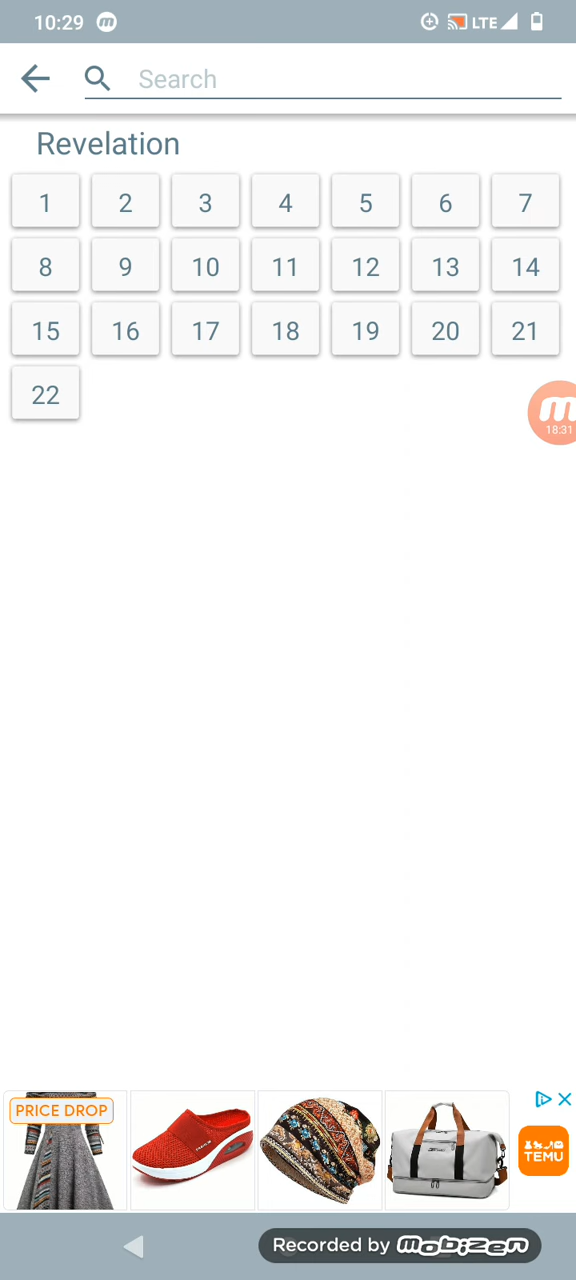 10:29 m LTE
Search
Revelation
1 2 3 4 5 6 7
8 9 10 11 12 13 14
15 16 17 18 19 20 21
22
m
18:31
PRICE DROP
TEMU
Recorded by mobizen